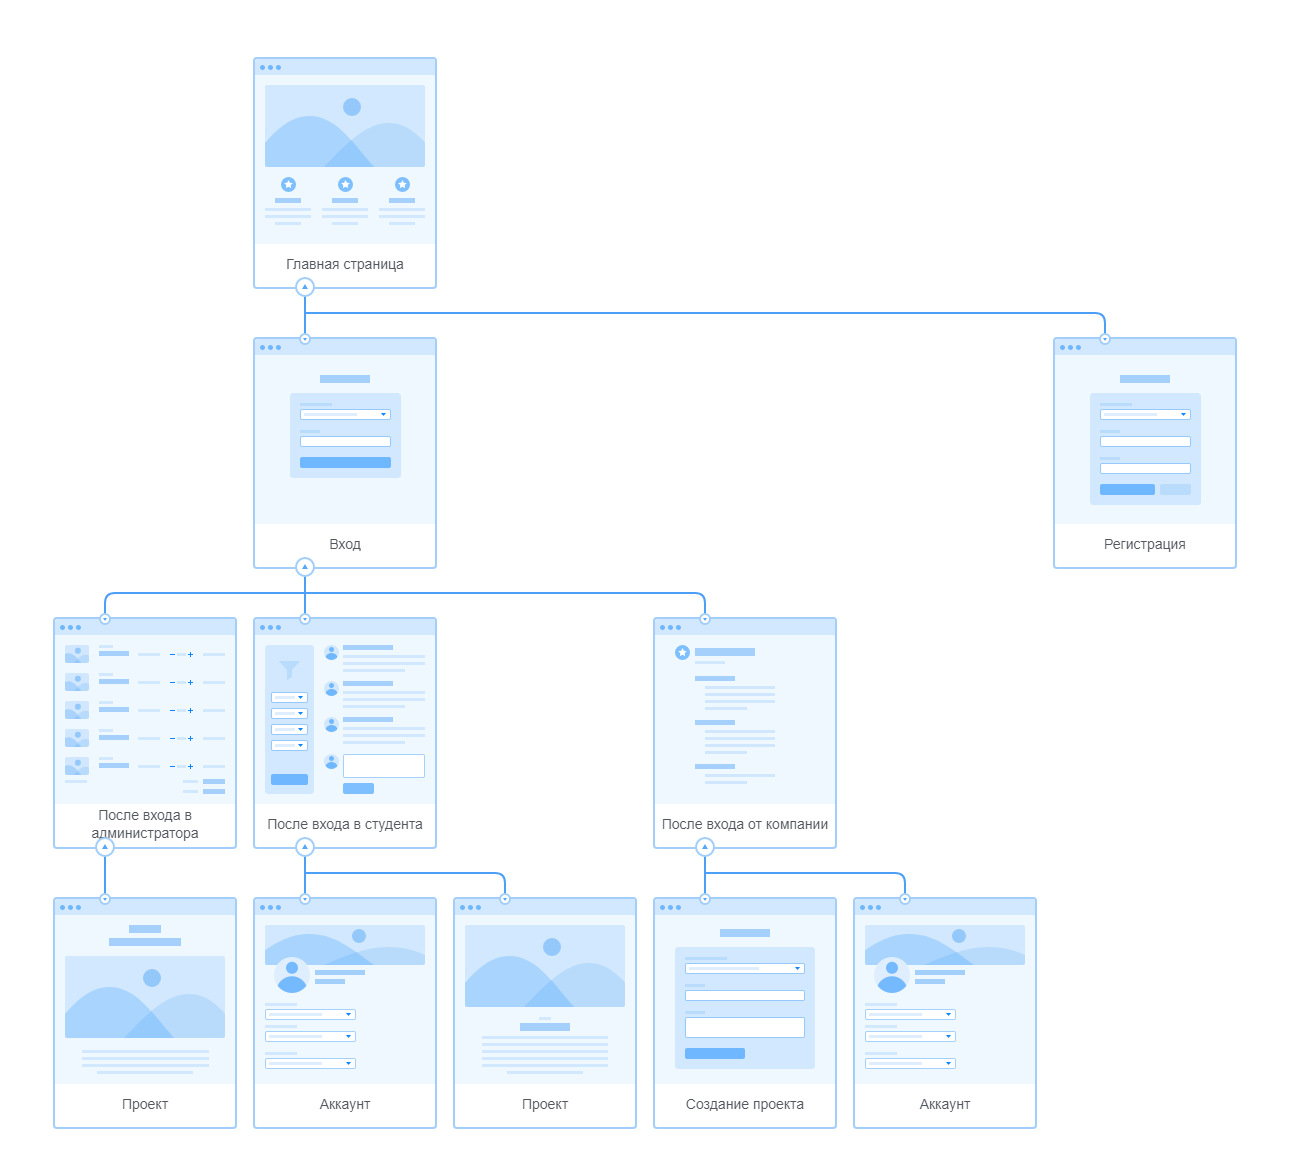 Главная страница
Вход
Регистрация
После входа в
администратора
После входа в студента
После входа от компании
Проект
Аккаунт
Проект
Создание проекта
Аккаунт